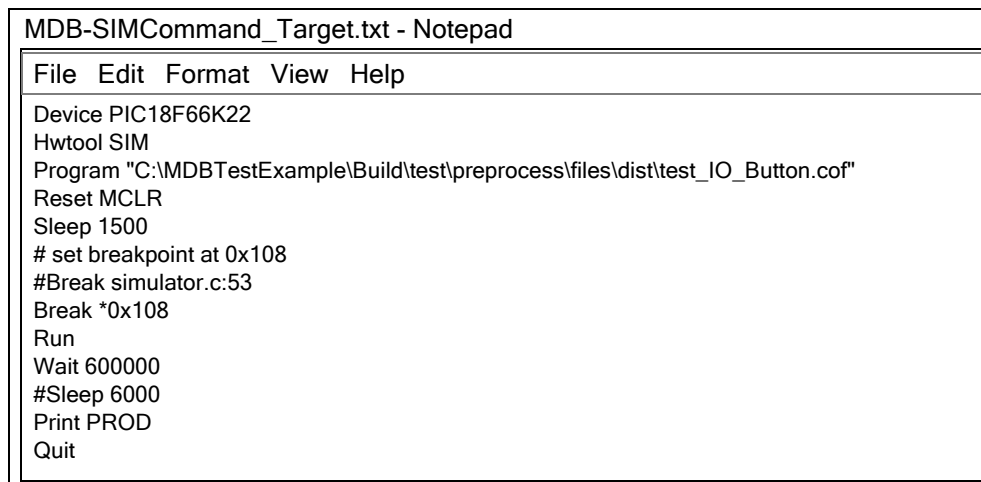 MDB-SIMCommand_Target.txt - Notepad
File Edit Format View Help
Device PIC18F66K22
Hwtool SIM
Program "C:\MDBTestExample\Build\test\preprocess\files\dist\test_IO_Button.cof"
Reset MCLR
Sleep 1500
# set breakpoint at 0x108
#Break simulator.c:53
Break *0x108
Run
Wait 600000
#Sleep 6000
Print PROD
Quit